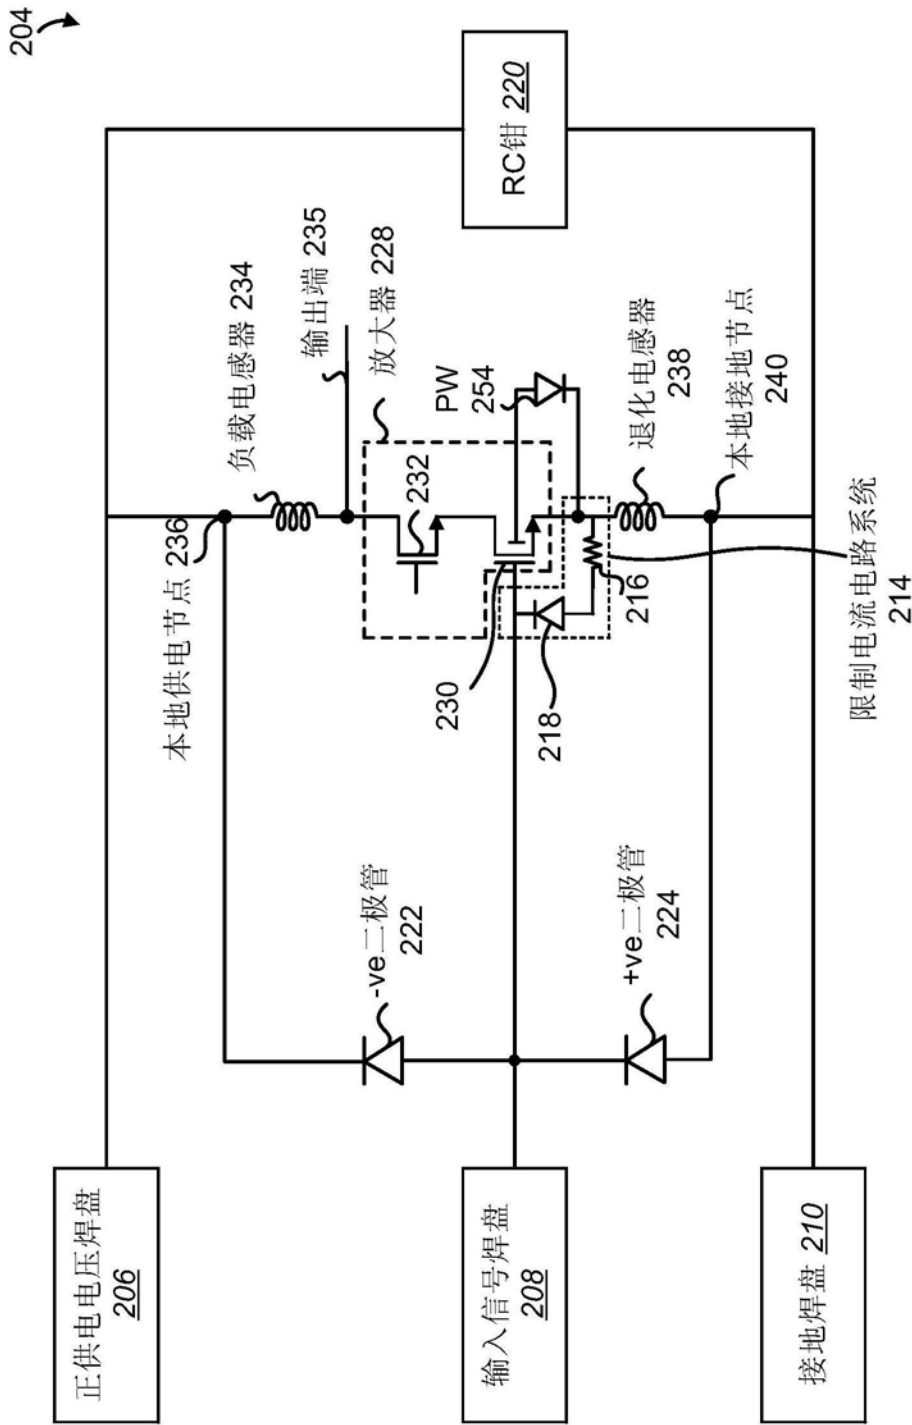 204
正供电电压焊盘
206
输入信号焊盘
208
接地焊盘 210
RC钳 220
本地供电节点 236
负载电感器 234
输出端 235
放大器 228
232
PW
254
230
218
216
退化电感器
238
本地接地节点
240
限制电流电路系统
214
-ve二极管
222
+ve二极管
224